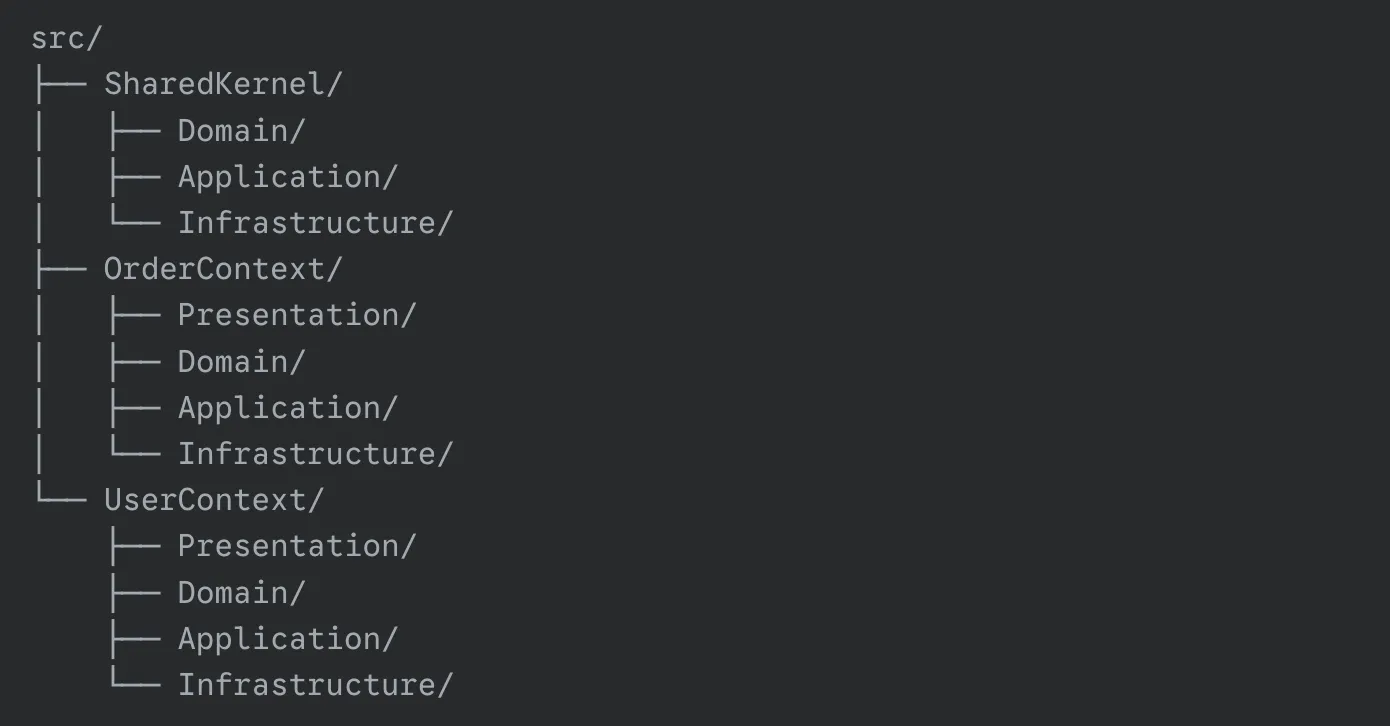 src/
├── SharedKernel/
│   ├── Domain/
│   ├── Application/
│   └── Infrastructure/
├── OrderContext/
│   ├── Presentation/
│   ├── Domain/
│   ├── Application/
│   └── Infrastructure/
└── UserContext/
    ├── Presentation/
    ├── Domain/
    ├── Application/
    └── Infrastructure/